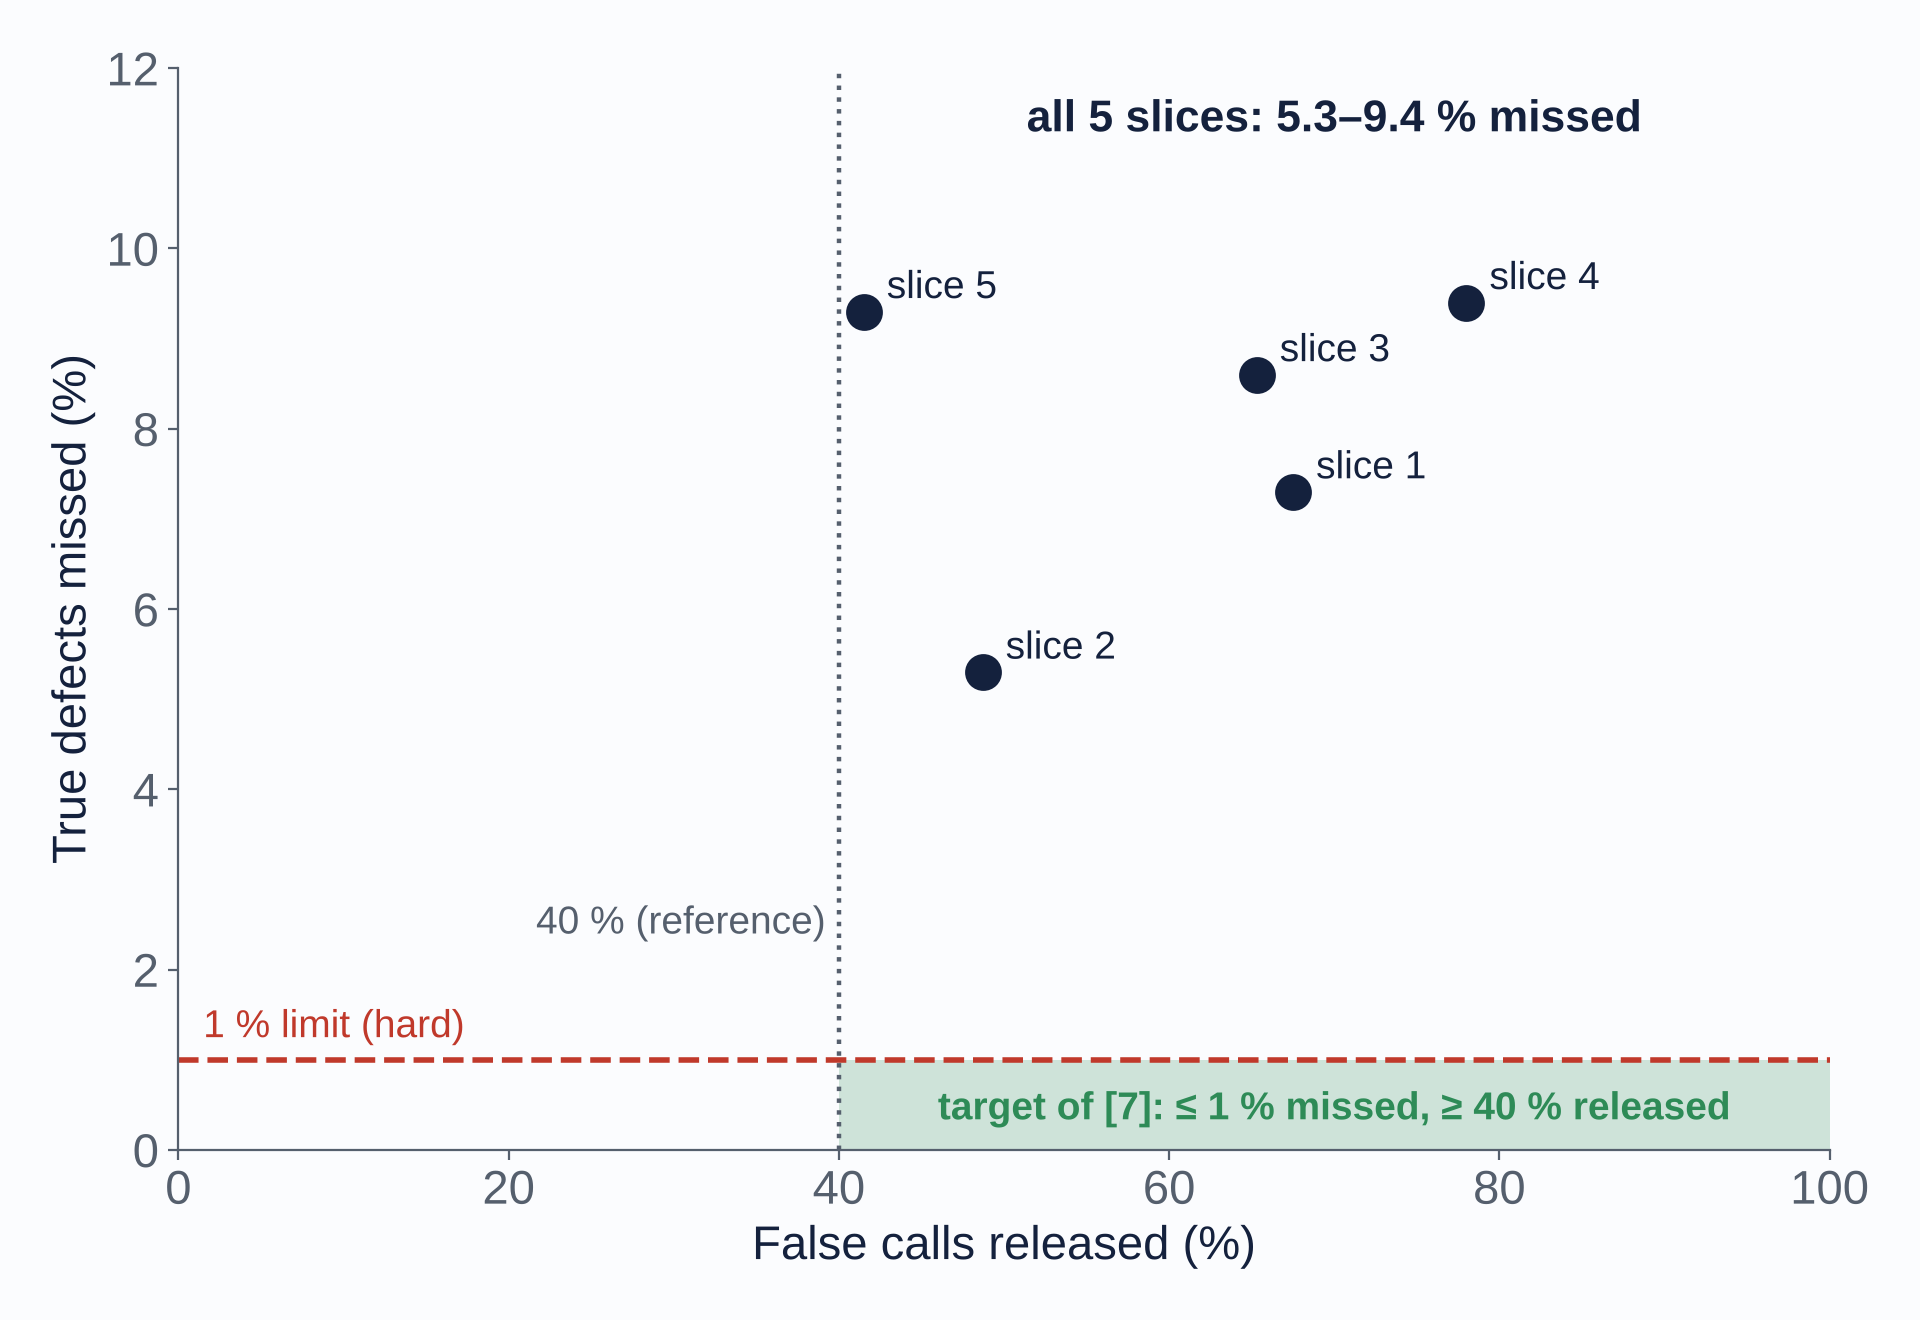 12
all 5 slices: 5.3–9.4 % missed
10
slice 5
slice 4
slice 3
8
slice 1
True defects missed (%)
6
slice 2
4
40 % (reference)
2
1 % limit (hard)
target of [7]: ≤ 1 % missed, ≥ 40 % released
0
0 20 40 60 80 100
False calls released (%)